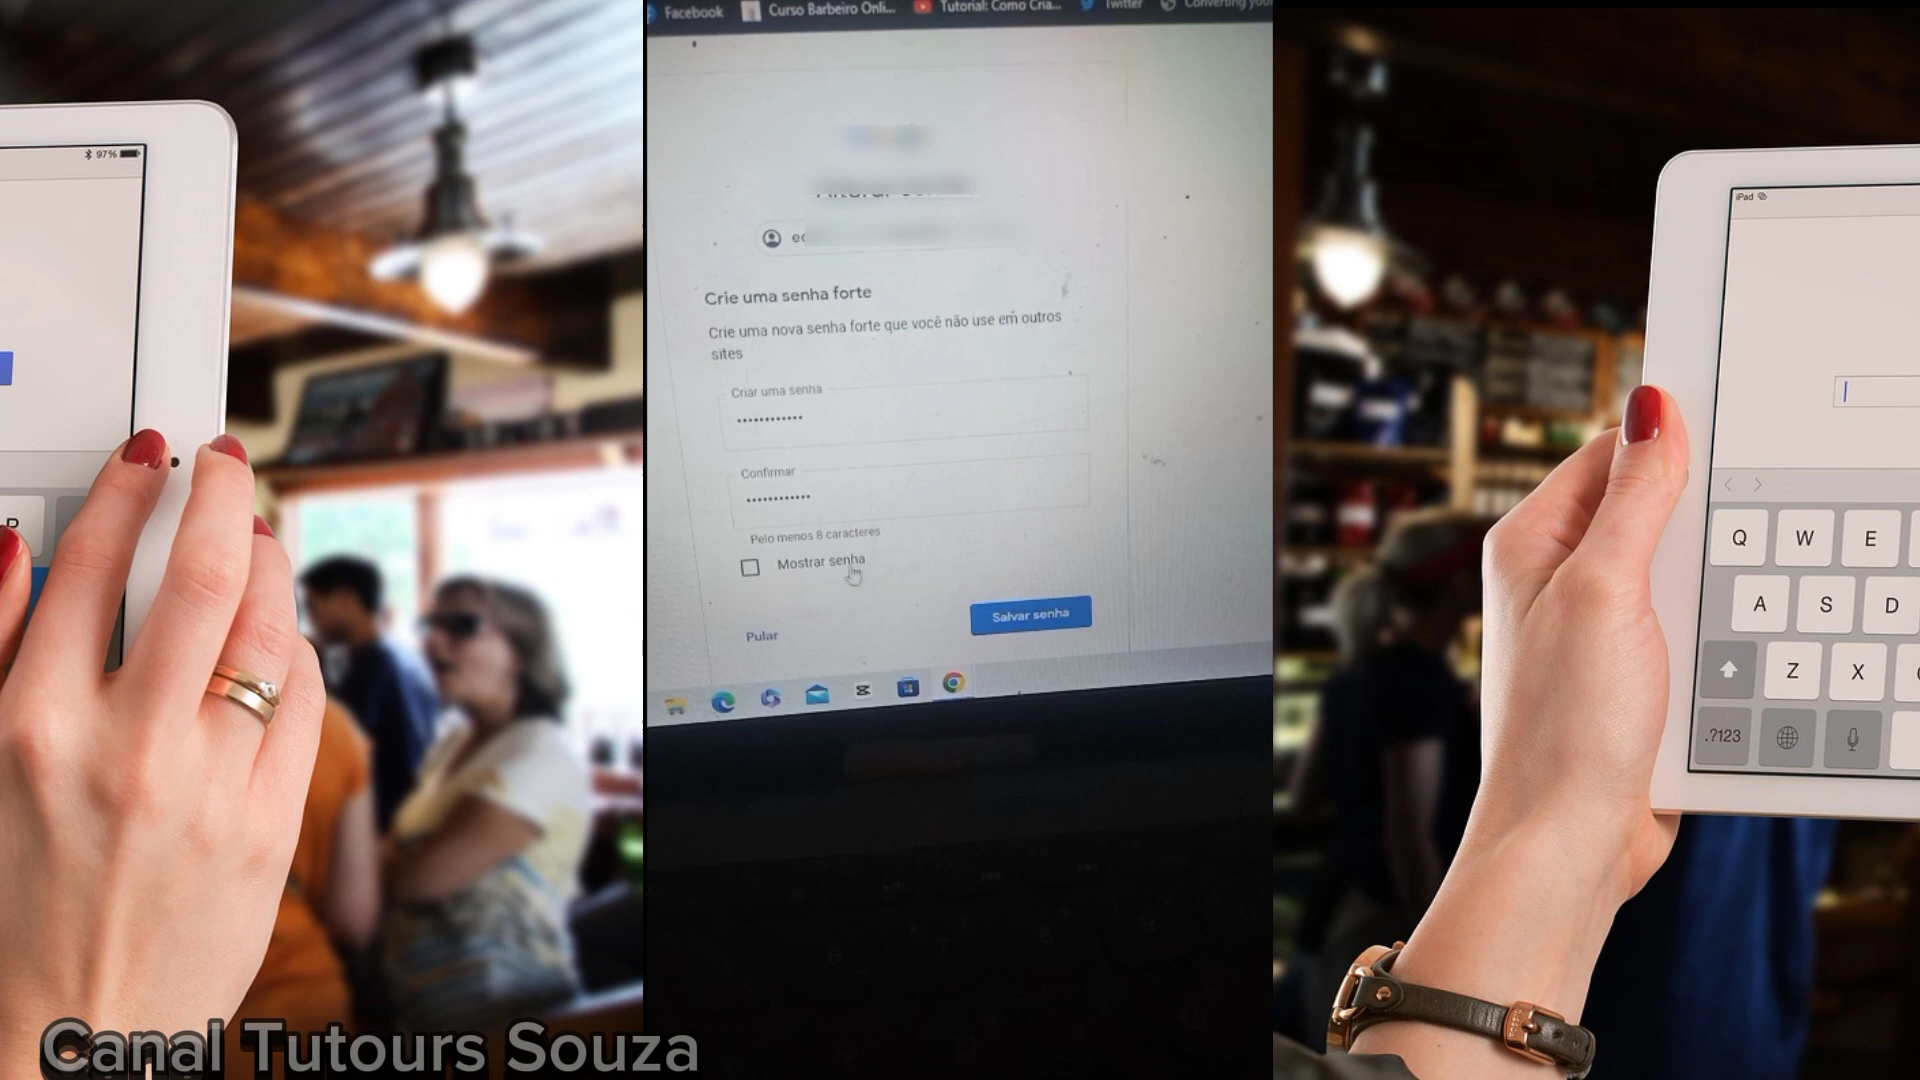 Facebook
Curso Barbeiro Onli...
Tutorial: Como Cria...
Twitter
Converting your
97%
iPad
Crie uma senha forte
Crie uma nova senha forte que você não use em outros
sites
Criar uma senha
Confirmar
Pelo menos 8 caracteres
Mostrar senha
Pular
Salvar senha
P
Q W E
A S D
Z X
.?123
Canal Tutours Souza